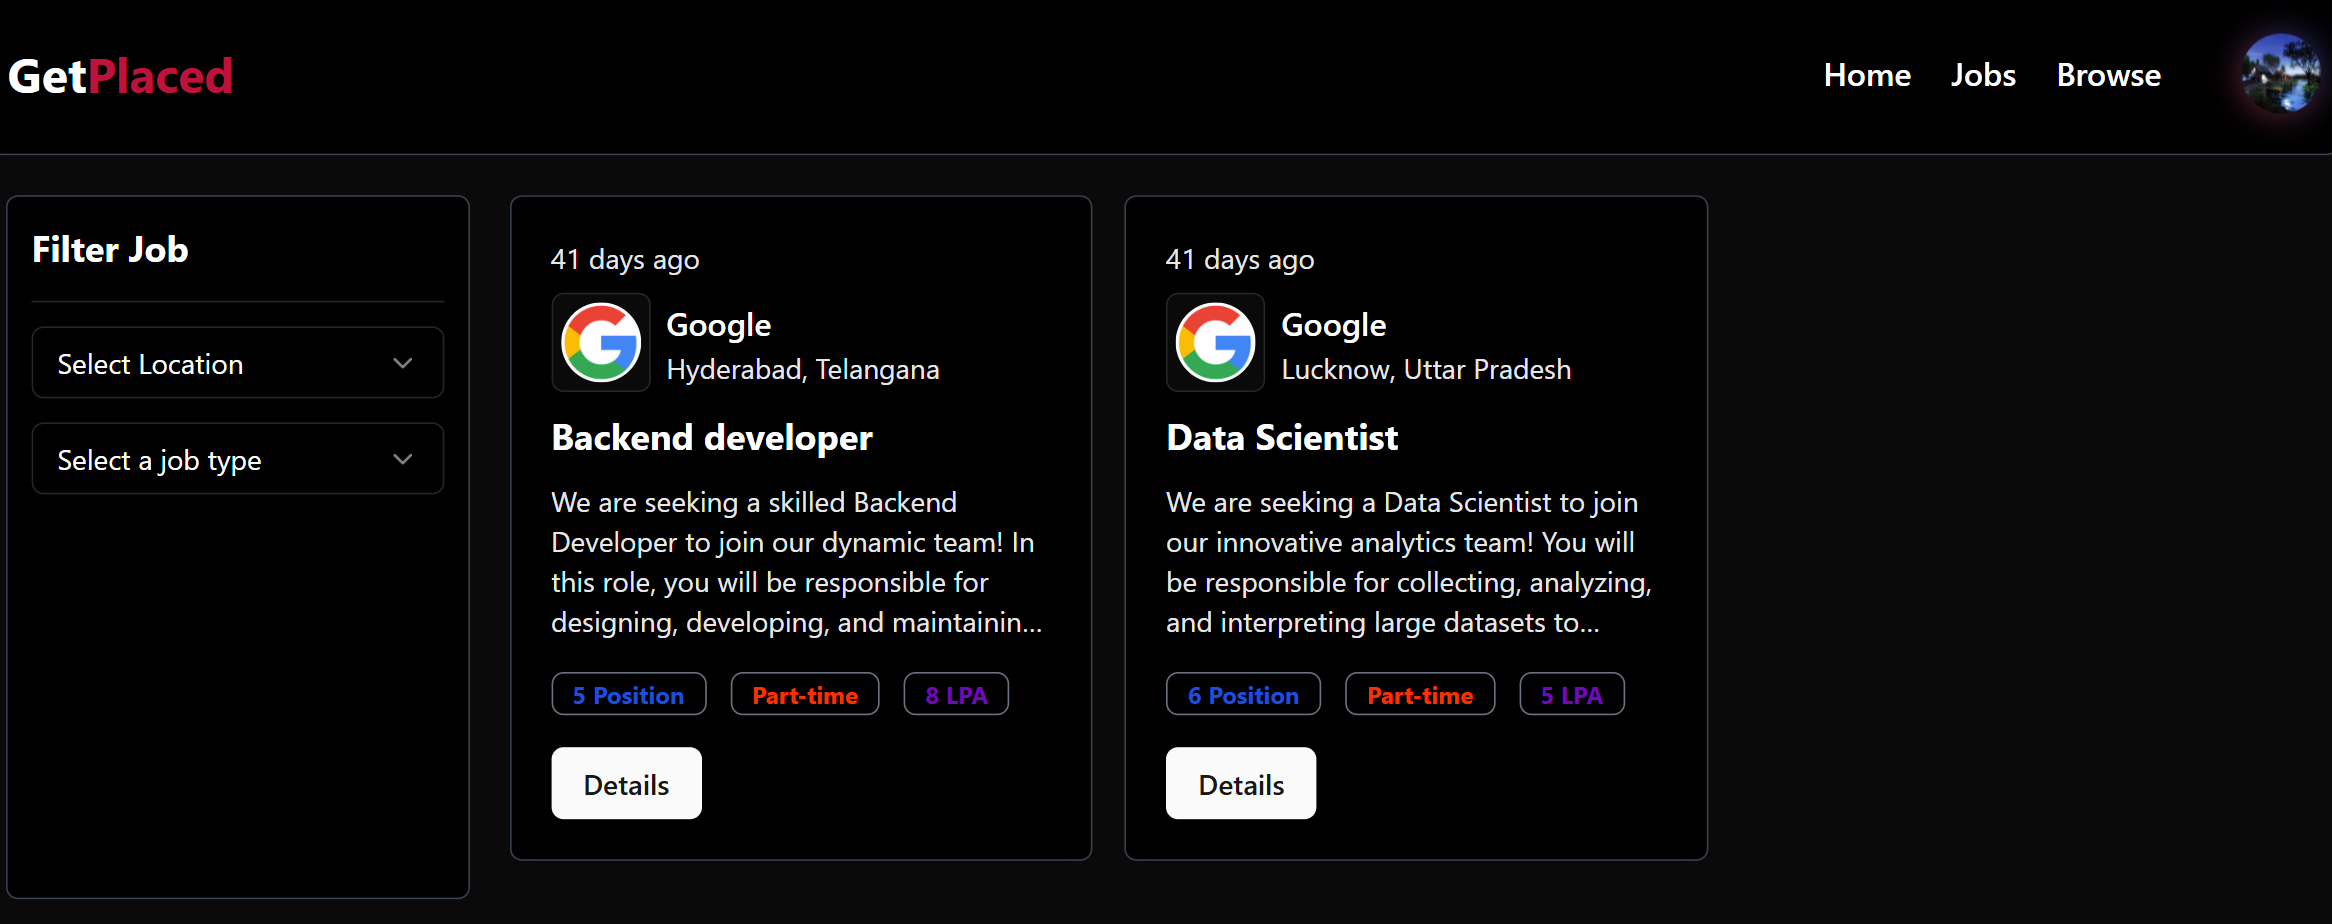 GetPlaced
Home Jobs Browse
Filter Job
Select Location
Select a job type
41 days ago
Google
Hyderabad, Telangana
Backend developer
We are seeking a skilled Backend
Developer to join our dynamic team! In
this role, you will be responsible for
designing, developing, and maintainin...
5 Position Part-time 8 LPA
Details
41 days ago
Google
Lucknow, Uttar Pradesh
Data Scientist
We are seeking a Data Scientist to join
our innovative analytics team! You will
be responsible for collecting, analyzing,
and interpreting large datasets to...
6 Position Part-time 5 LPA
Details